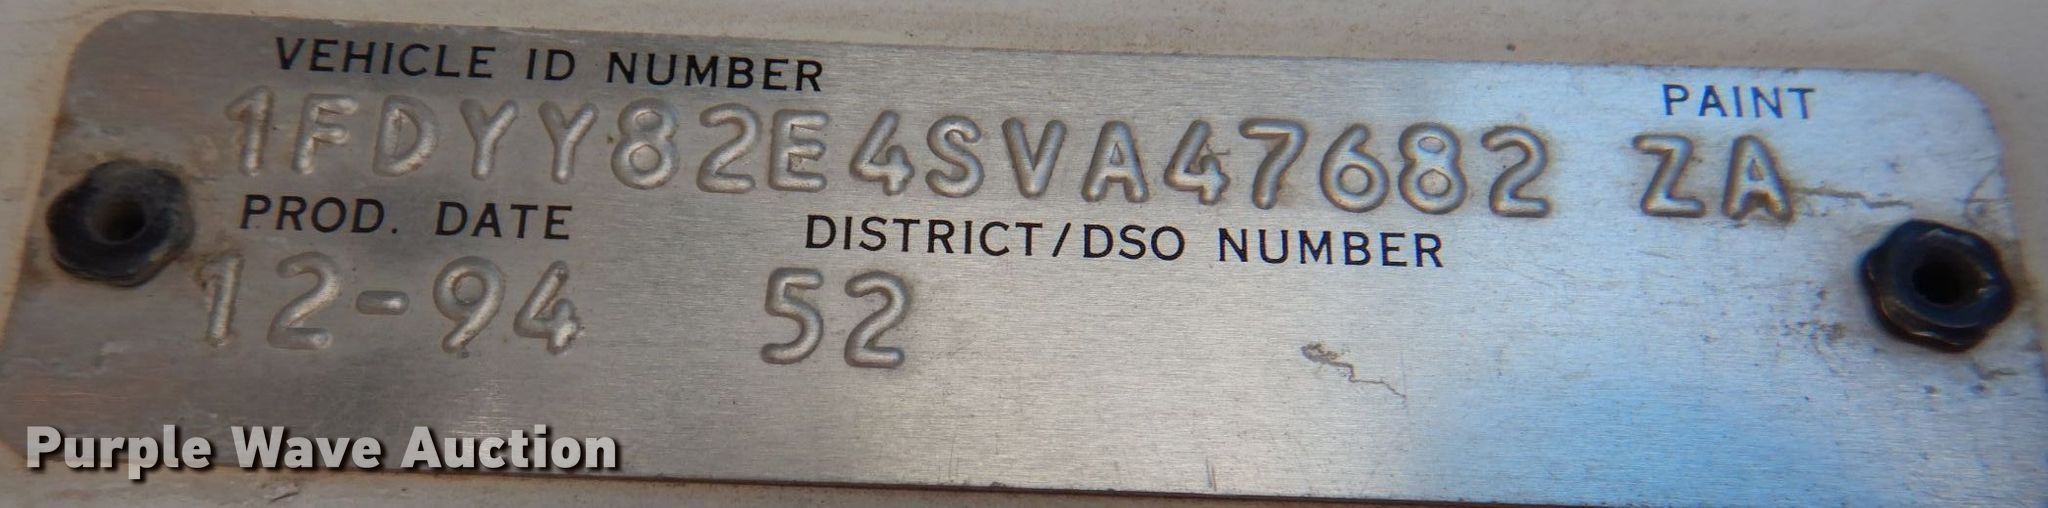 VEHICLE ID NUMBER PAINT
1FDYY82E4SVA47682 ZA
PROD. DATE DISTRICT/DSO NUMBER
12-94 52
Purple Wave Auction